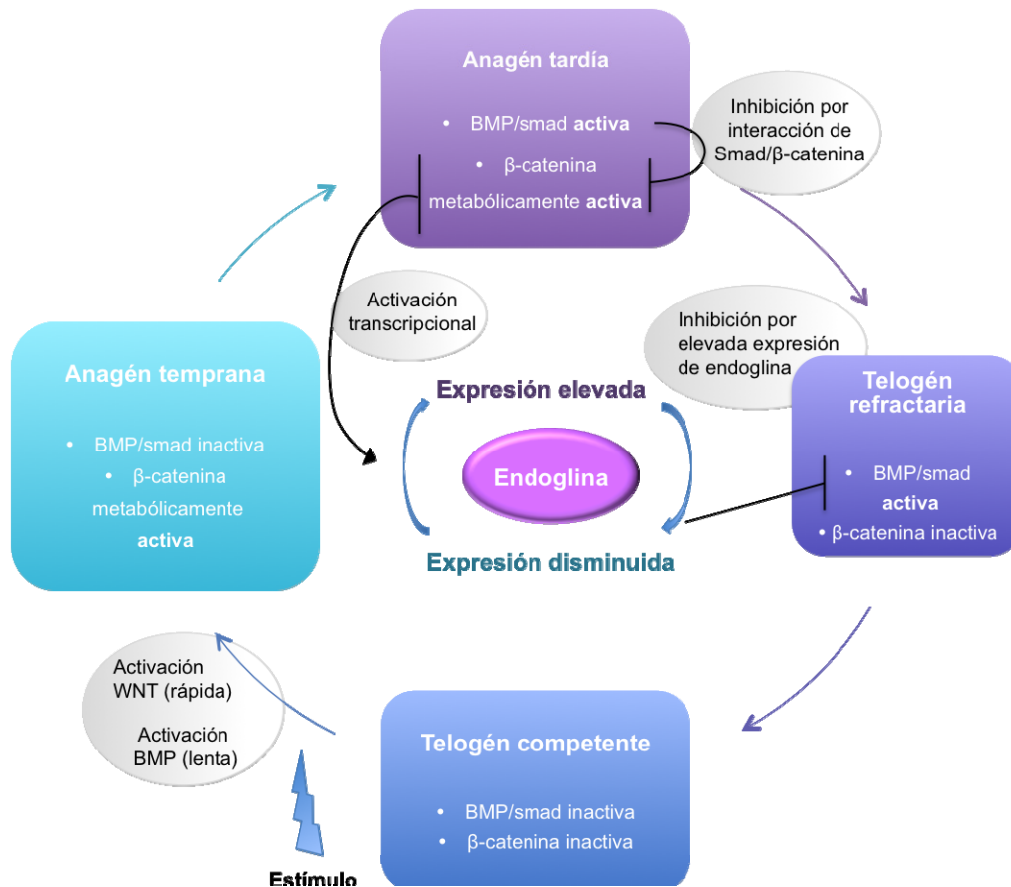 Anagén tardía
• BMP/smad activa
• β-catenina
metabólicamente activa
Inhibición por
interacción de
Smad/β-catenina
Activación
transcripcional
Inhibición por
elevada expresión
de endoglina
Anagén temprana
• BMP/smad inactiva
• β-catenina
metabólicamente
activa
Expresión elevada
Endoglina
Expresión disminuida
Telogén
refractaria
• BMP/smad
activa
• β-catenina inactiva
Activación
WNT (rápida)
Activación
BMP (lenta)
Telogén competente
• BMP/smad inactiva
• β-catenina inactiva
Estímulo